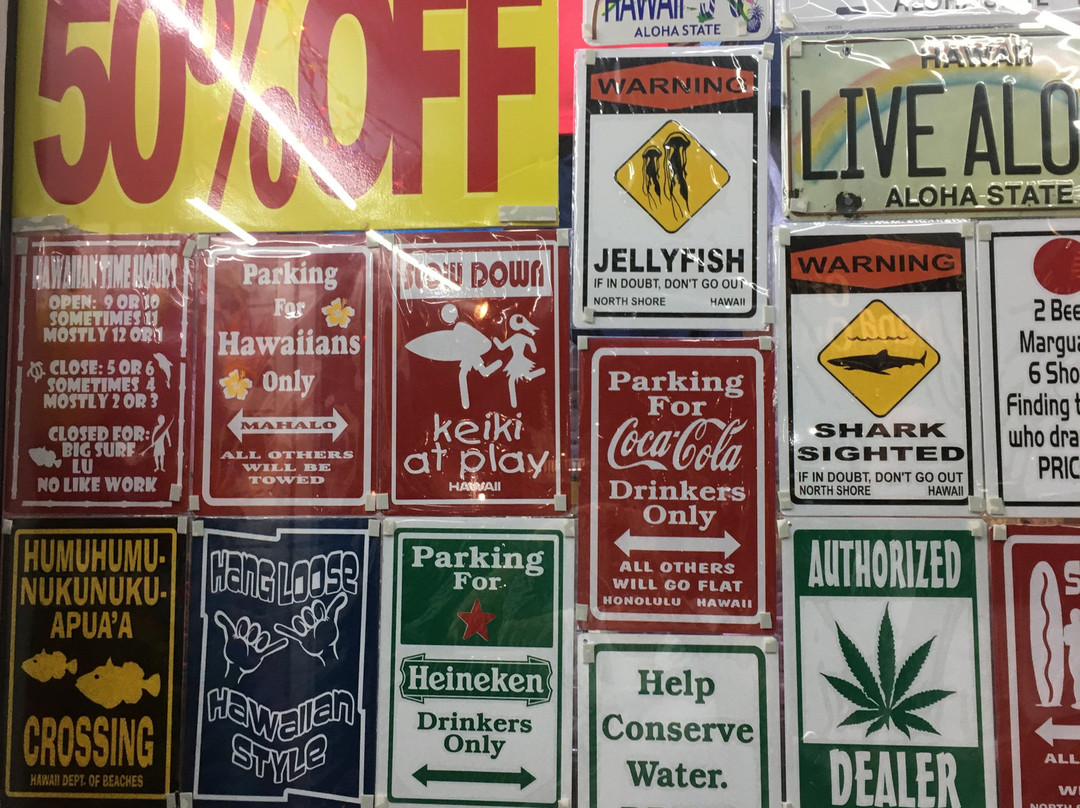 50% OFF
HAWAII
ALOHA STATE
HAWAII
LIVE ALO
ALOHA STATE
WARNING
JELLYFISH
IF IN DOUBT, DON'T GO OUT
NORTH SHORE HAWAII
HAWAIIAN TIME HOURS
OPEN: 9 OR 10
SOMETIMES 11
MOSTLY 12 OR 1
CLOSE: 5 OR 6
SOMETIMES 4
MOSTLY 2 OR 3
CLOSED FOR:
BIG SURF
LU
NO LIKE WORK
Parking
For
Hawaiians
Only
MAHALO
ALL OTHERS
WILL BE
TOWED
SLOW DOWN
keiki
at play
HAWAII
WARNING
SHARK
SIGHTED
IF IN DOUBT, DON'T GO OUT
NORTH SHORE HAWAII
2 Bee
Margua
6 Sho
Finding t
who dra
PRIC
Parking
For
Coca-Cola
Drinkers
Only
ALL OTHERS
WILL GO FLAT
HONOLULU HAWAII
HUMUHUMU-
NUKUNUKU-
APUA'A
CROSSING
HAWAII DEPT. OF BEACHES
HANG LOOSE
HAWAIIAN
STYLE
Parking
For
Heineken
Drinkers
Only
Help
Conserve
Water.
AUTHORIZED
DEALER
S
ALL
WI
NORTH